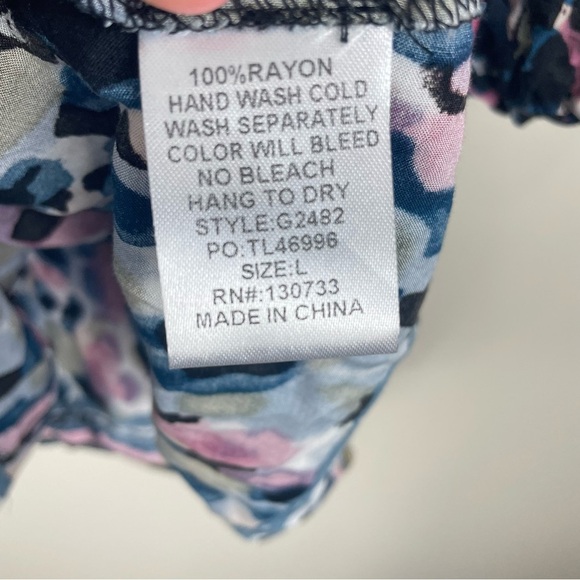 100%RAYON
HAND WASH COLD
WASH SEPARATELY
COLOR WILL BLEED
NO BLEACH
HANG TO DRY
STYLE:G2482
PO:TL46996
SIZE:L
RN#:130733
MADE IN CHINA